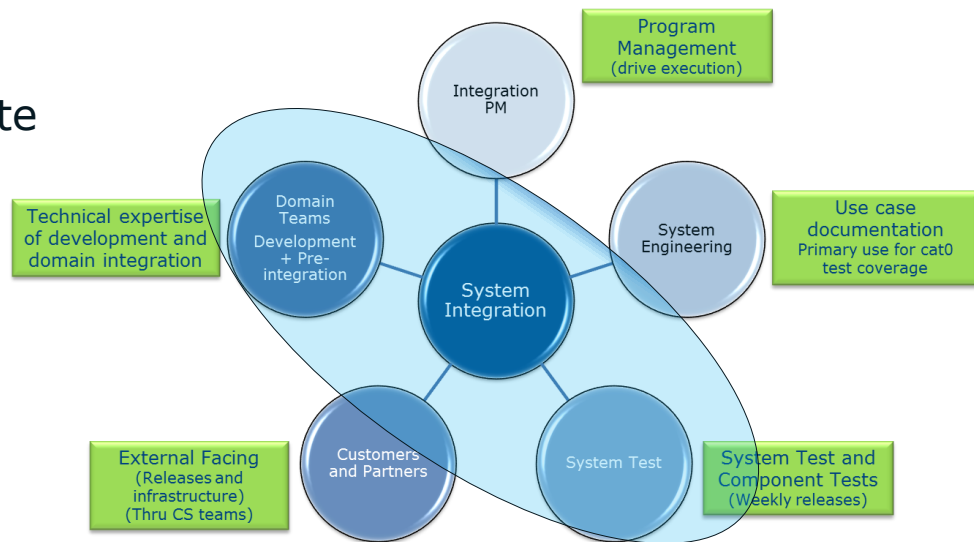 Program
Management
(drive execution)
Integration
PM
te
Domain
Teams
Development
+ Pre-
integration
Technical expertise
of development and
domain integration
System
Engineering
Use case
documentation
Primary use for cat0
test coverage
System
Integration
Customers
and Partners
External Facing
(Releases and
infrastructure)
(Thru CS teams)
System Test
System Test and
Component Tests
(Weekly releases)